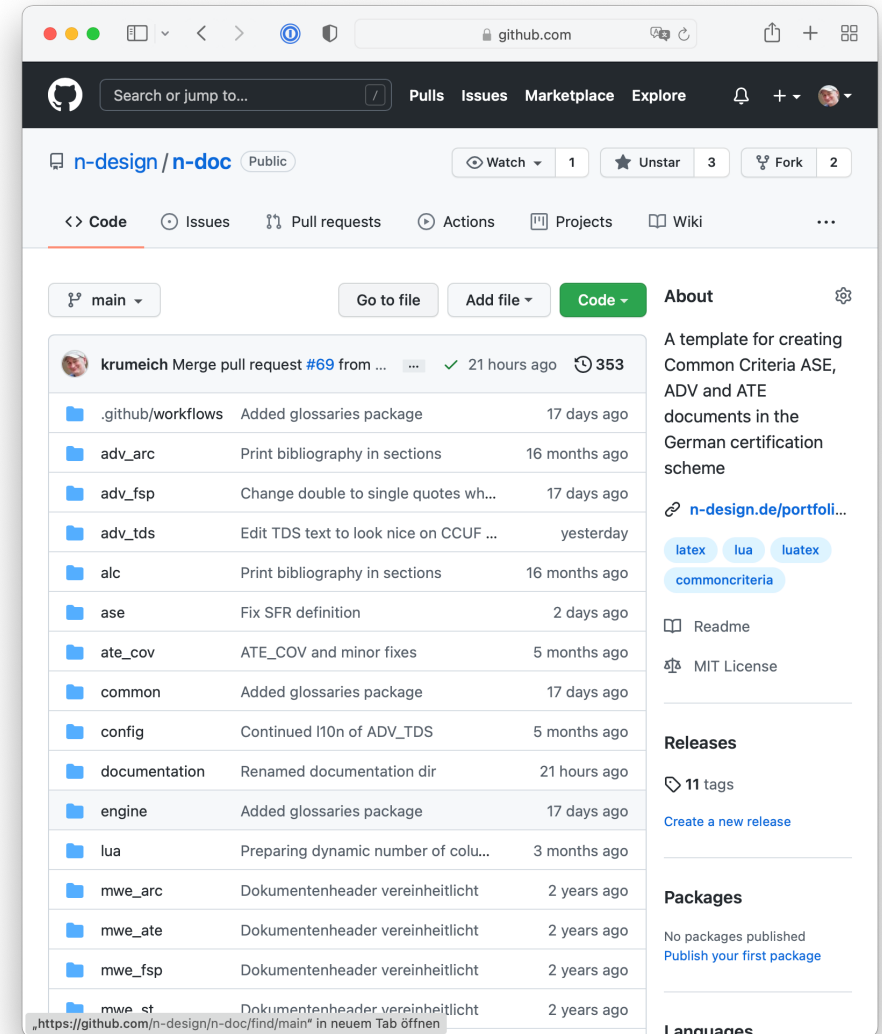 github.com
Search or jump to... / Pulls Issues Marketplace Explore
n-design / n-doc Public Watch 1 Unstar 3 Fork 2
Code Issues Pull requests Actions Projects Wiki ...
main Go to file Add file Code
krumeich Merge pull request #69 from ... ... 21 hours ago 353
.github/workflows Added glossaries package 17 days ago
adv_arc Print bibliography in sections 16 months ago
adv_fsp Change double to single quotes wh... 17 days ago
adv_tds Edit TDS text to look nice on CCUF ... yesterday
alc Print bibliography in sections 16 months ago
ase Fix SFR definition 2 days ago
ate_cov ATE_COV and minor fixes 5 months ago
common Added glossaries package 17 days ago
config Continued l10n of ADV_TDS 5 months ago
documentation Renamed documentation dir 21 hours ago
engine Added glossaries package 17 days ago
lua Preparing dynamic number of colu... 3 months ago
mwe_arc Dokumentenheader vereinheitlicht 2 years ago
mwe_ate Dokumentenheader vereinheitlicht 2 years ago
mwe_fsp Dokumentenheader vereinheitlicht 2 years ago
mwe_st Dokumentenheader vereinheitlicht 2 years ago
„https://github.com/n-design/n-doc/find/main“ in neuem Tab öffnen
About
A template for creating
Common Criteria ASE,
ADV and ATE
documents in the
German certification
scheme
n-design.de/portfoli...
latex lua luatex
commoncriteria
Readme
MIT License
Releases
11 tags
Create a new release
Packages
No packages published
Publish your first package
Languages